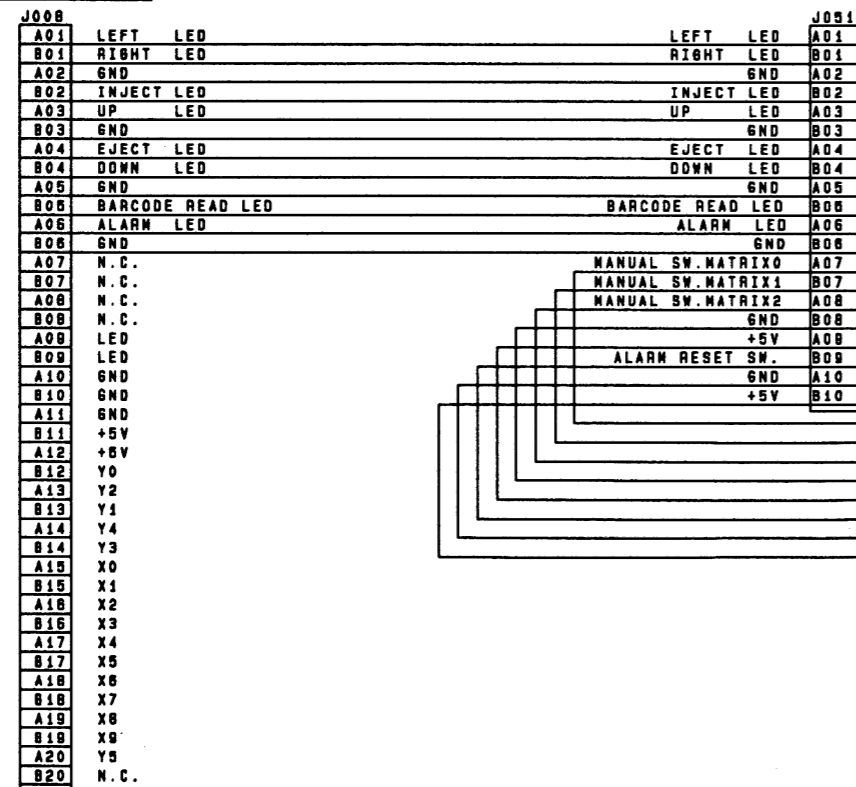 J008 J051
A01 LEFT LED LEFT LED A01
B01 RIGHT LED RIGHT LED B01
A02 GND GND A02
B02 INJECT LED INJECT LED B02
A03 UP LED UP LED A03
B03 GND GND B03
A04 EJECT LED EJECT LED A04
B04 DOWN LED DOWN LED B04
A05 GND GND A05
B05 BARCODE READ LED BARCODE READ LED B05
A06 ALARM LED ALARM LED A06
B06 GND GND B06
A07 N.C. MANUAL SW.MATRIX0 A07
B07 N.C. MANUAL SW.MATRIX1 B07
A08 N.C. MANUAL SW.MATRIX2 A08
B08 N.C. GND B08
A09 LED +5V A09
B09 LED ALARM RESET SW. B09
A10 GND GND A10
B10 GND +5V B10
A11 GND
B11 +5V
A12 +5V
B12 Y0
A13 Y2
B13 Y1
A14 Y4
B14 Y3
A15 X0
B15 X1
A16 X2
B16 X3
A17 X4
B17 X5
A18 X6
B18 X7
A19 X8
B19 X9
A20 Y5
B20 N.C.